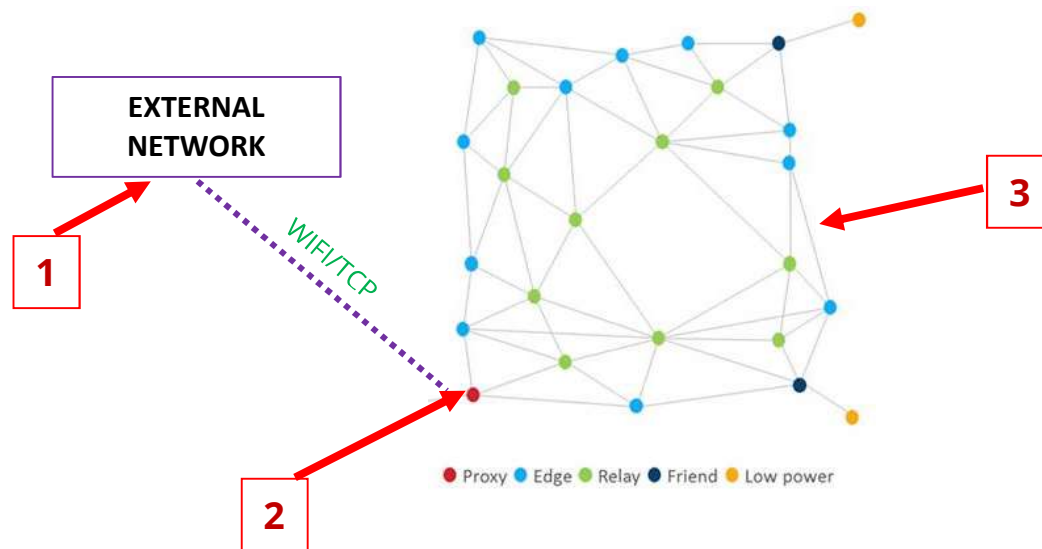 EXTERNAL
NETWORK
1
WIFI/TCP
3
2
Proxy Edge Relay Friend Low power